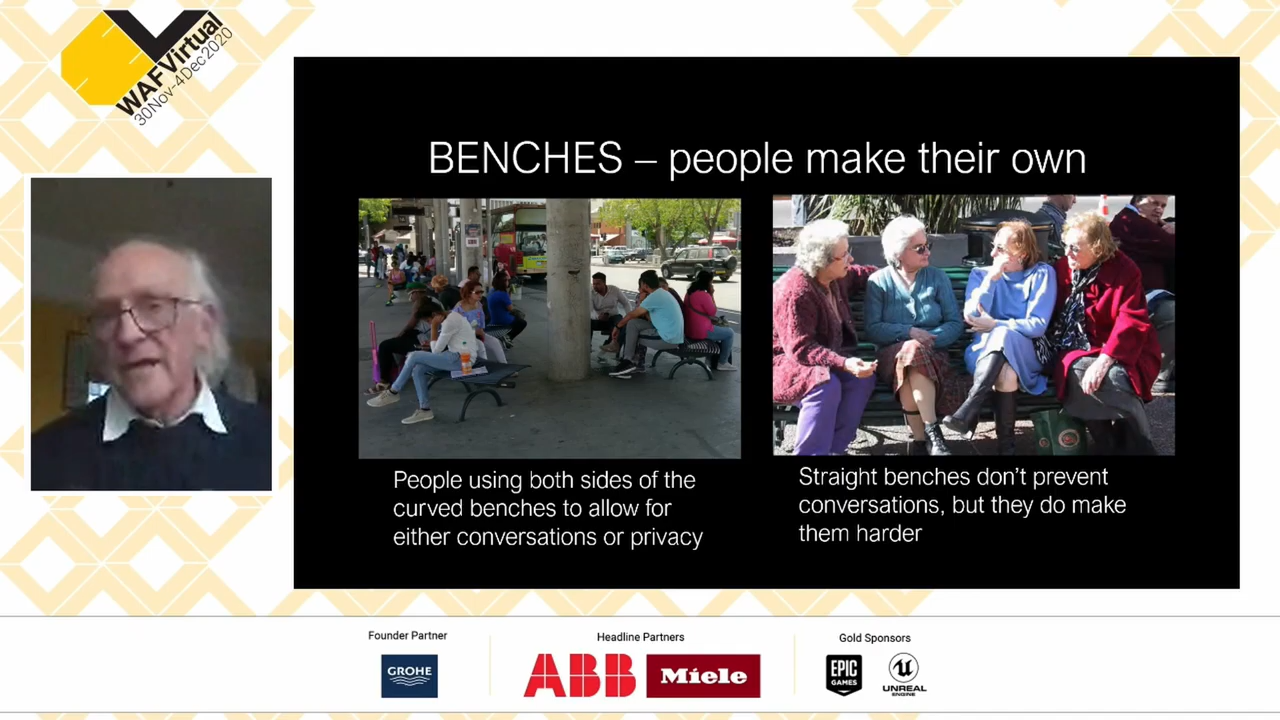 WAFVirtual
30Nov-4Dec2020
BENCHES – people make their own
People using both sides of the
curved benches to allow for
either conversations or privacy
Straight benches don't prevent
conversations, but they do make
them harder
Founder Partner
GROHE
Headline Partners
ABB
Miele
Gold Sponsors
EPIC
GAMES
UNREAL
ENGINE